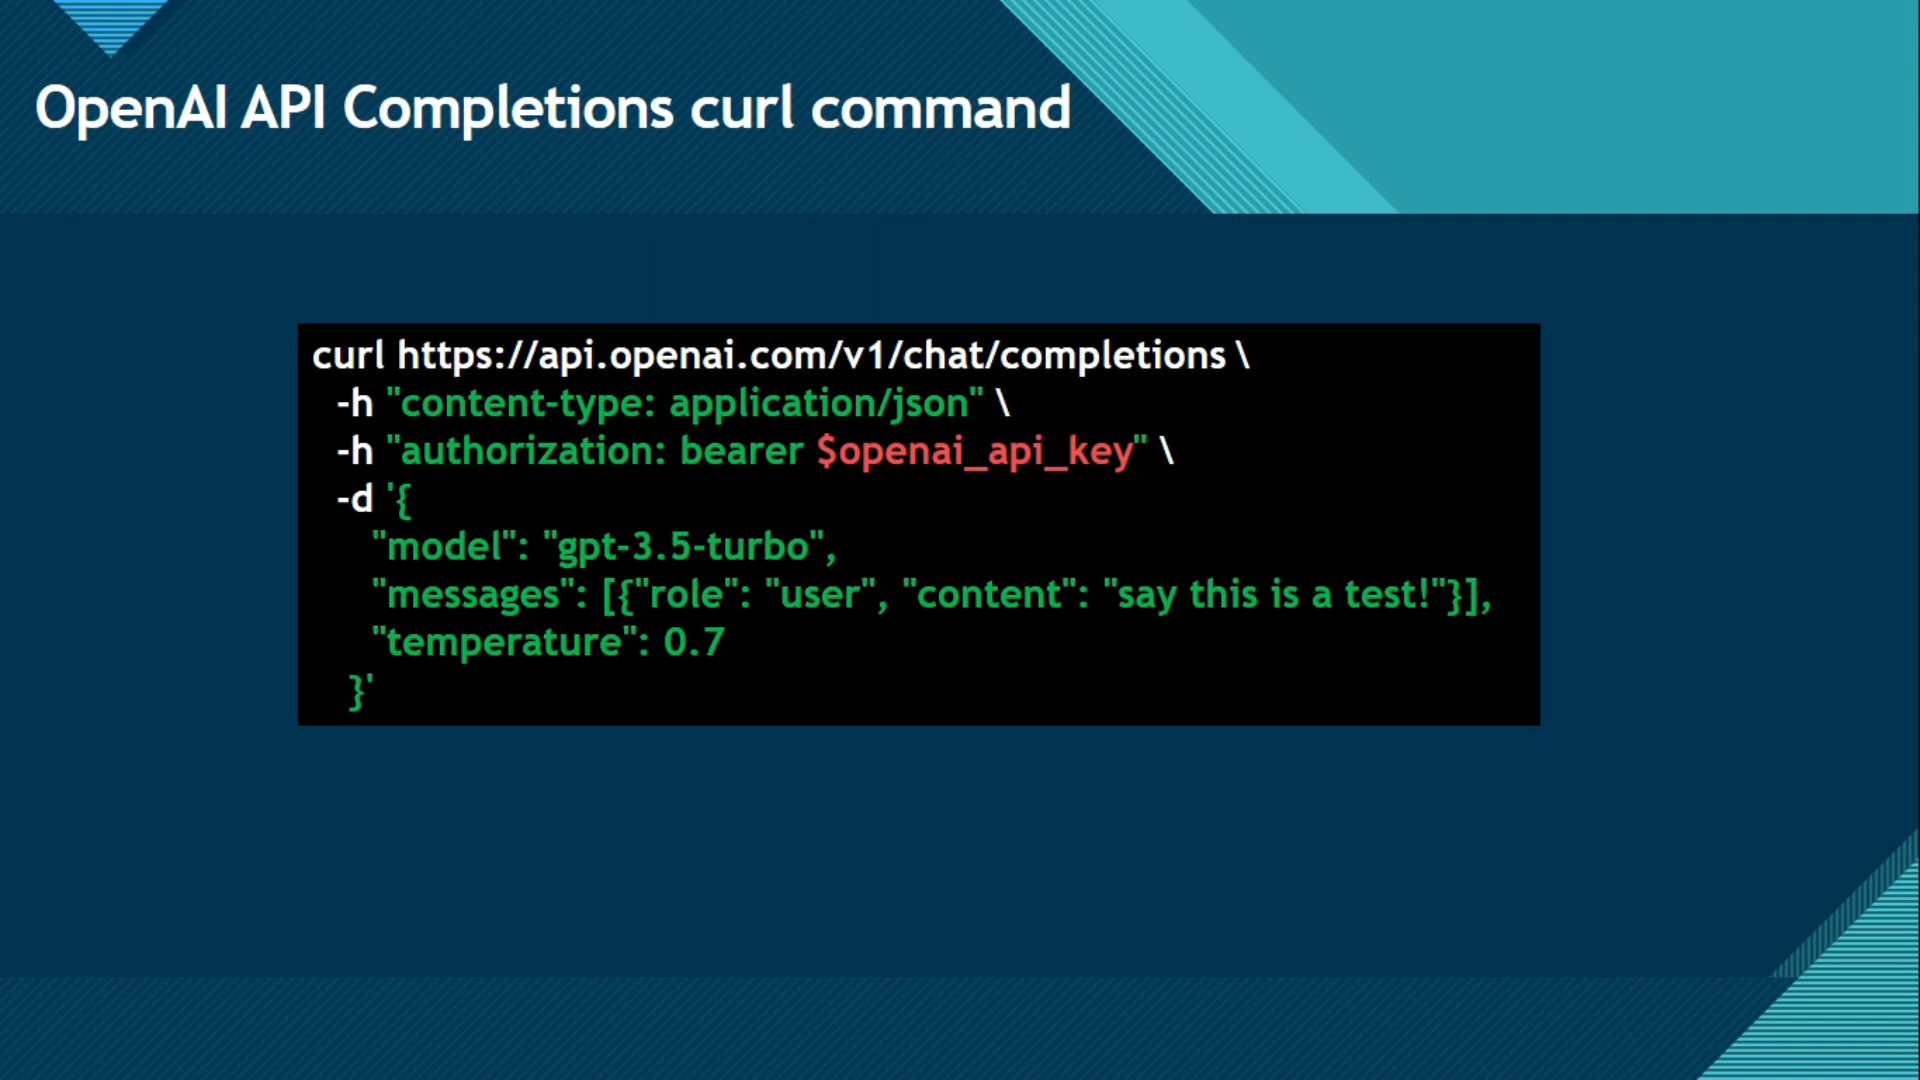 OpenAI API Completions curl command
curl https://api.openai.com/v1/chat/completions \
-h "content-type: application/json" \
-h "authorization: bearer $openai_api_key" \
-d '{
"model": "gpt-3.5-turbo",
"messages": [{"role": "user", "content": "say this is a test!"}],
"temperature": 0.7
}'